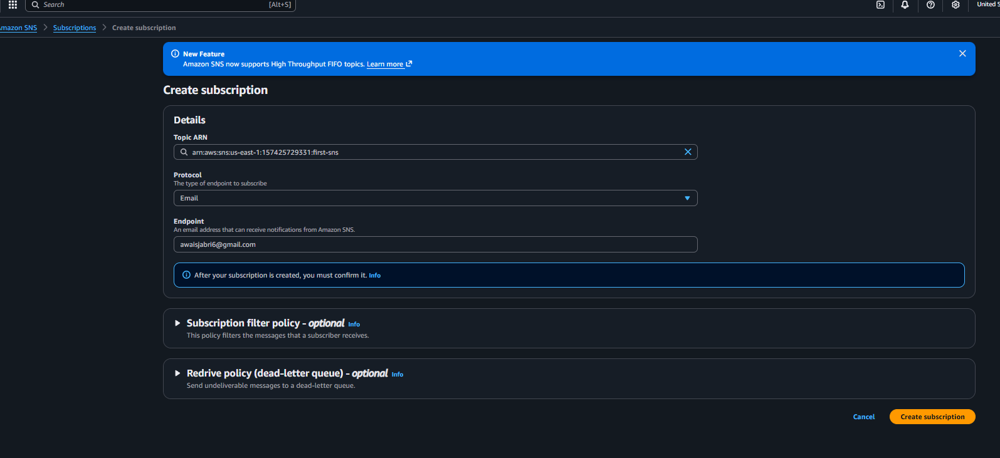 Search [Alt+S]
United S
Amazon SNS > Subscriptions > Create subscription
New Feature
Amazon SNS now supports High Throughput FIFO topics. Learn more
Create subscription
Details
Topic ARN
arn:aws:sns:us-east-1:157425729331:first-sns
Protocol
The type of endpoint to subscribe
Email
Endpoint
An email address that can receive notifications from Amazon SNS.
awaisjabri6@gmail.com
After your subscription is created, you must confirm it. Info
Subscription filter policy - optional Info
This policy filters the messages that a subscriber receives.
Redrive policy (dead-letter queue) - optional Info
Send undeliverable messages to a dead-letter queue.
Cancel Create subscription